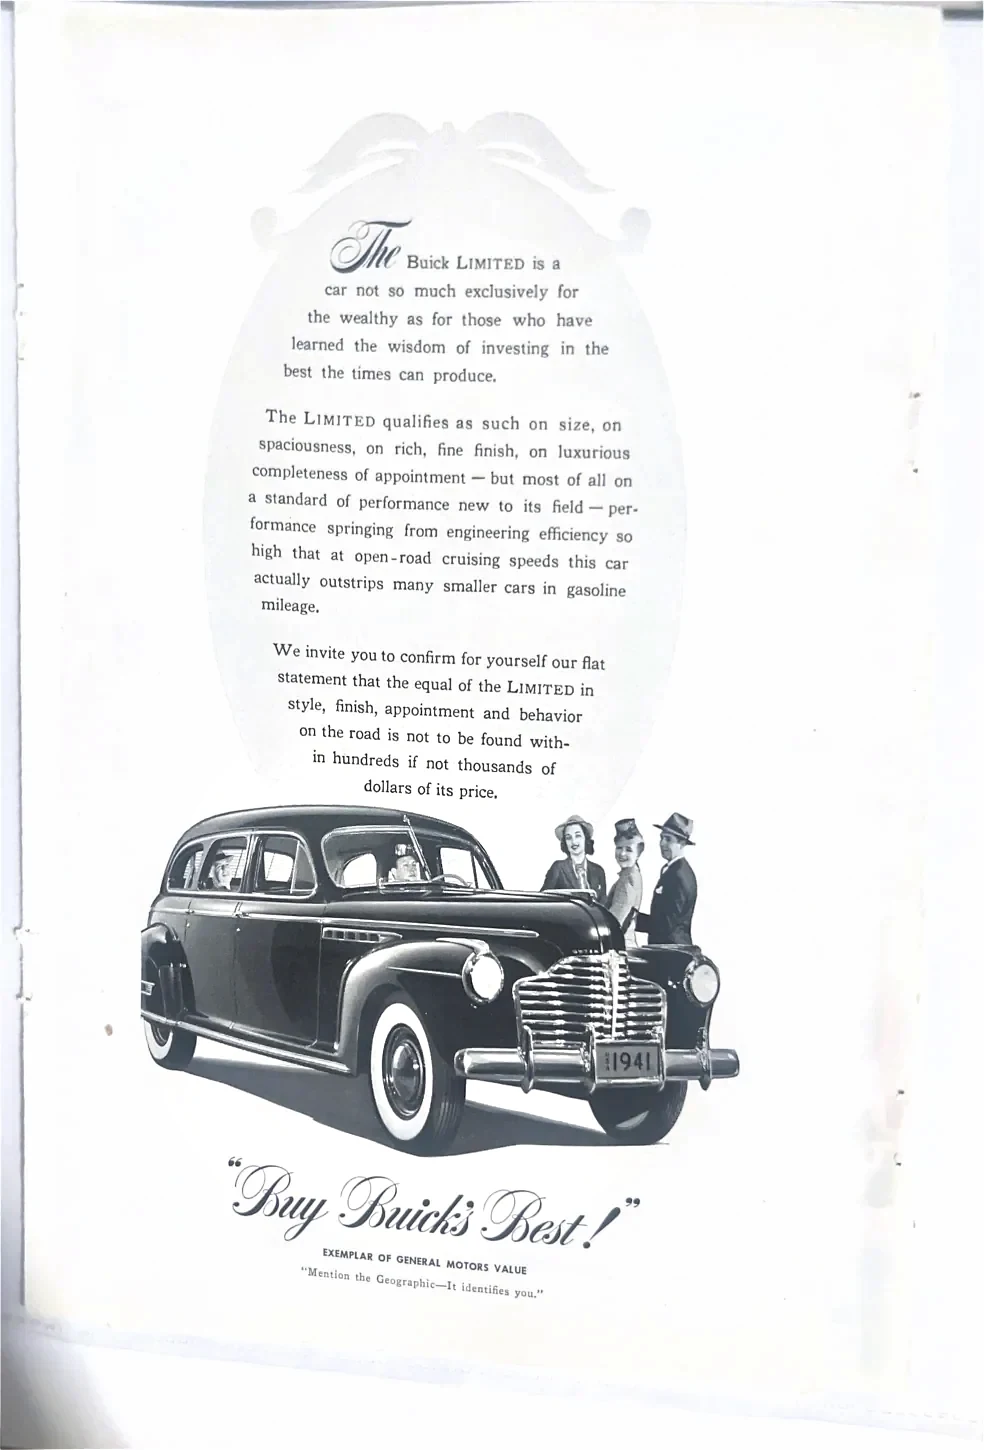 The Buick LIMITED is a
car not so much exclusively for
the wealthy as for those who have
learned the wisdom of investing in the
best the times can produce.
The LIMITED qualifies as such on size, on
spaciousness, on rich, fine finish, on luxurious
completeness of appointment — but most of all on
a standard of performance new to its field — per-
formance springing from engineering efficiency so
high that at open-road cruising speeds this car
actually outstrips many smaller cars in gasoline
mileage.
We invite you to confirm for yourself our flat
statement that the equal of the LIMITED in
style, finish, appointment and behavior
on the road is not to be found with-
in hundreds if not thousands of
dollars of its price.
1941
“Buy Buick's Best!”
EXEMPLAR OF GENERAL MOTORS VALUE
“Mention the Geographic—It identifies you.”